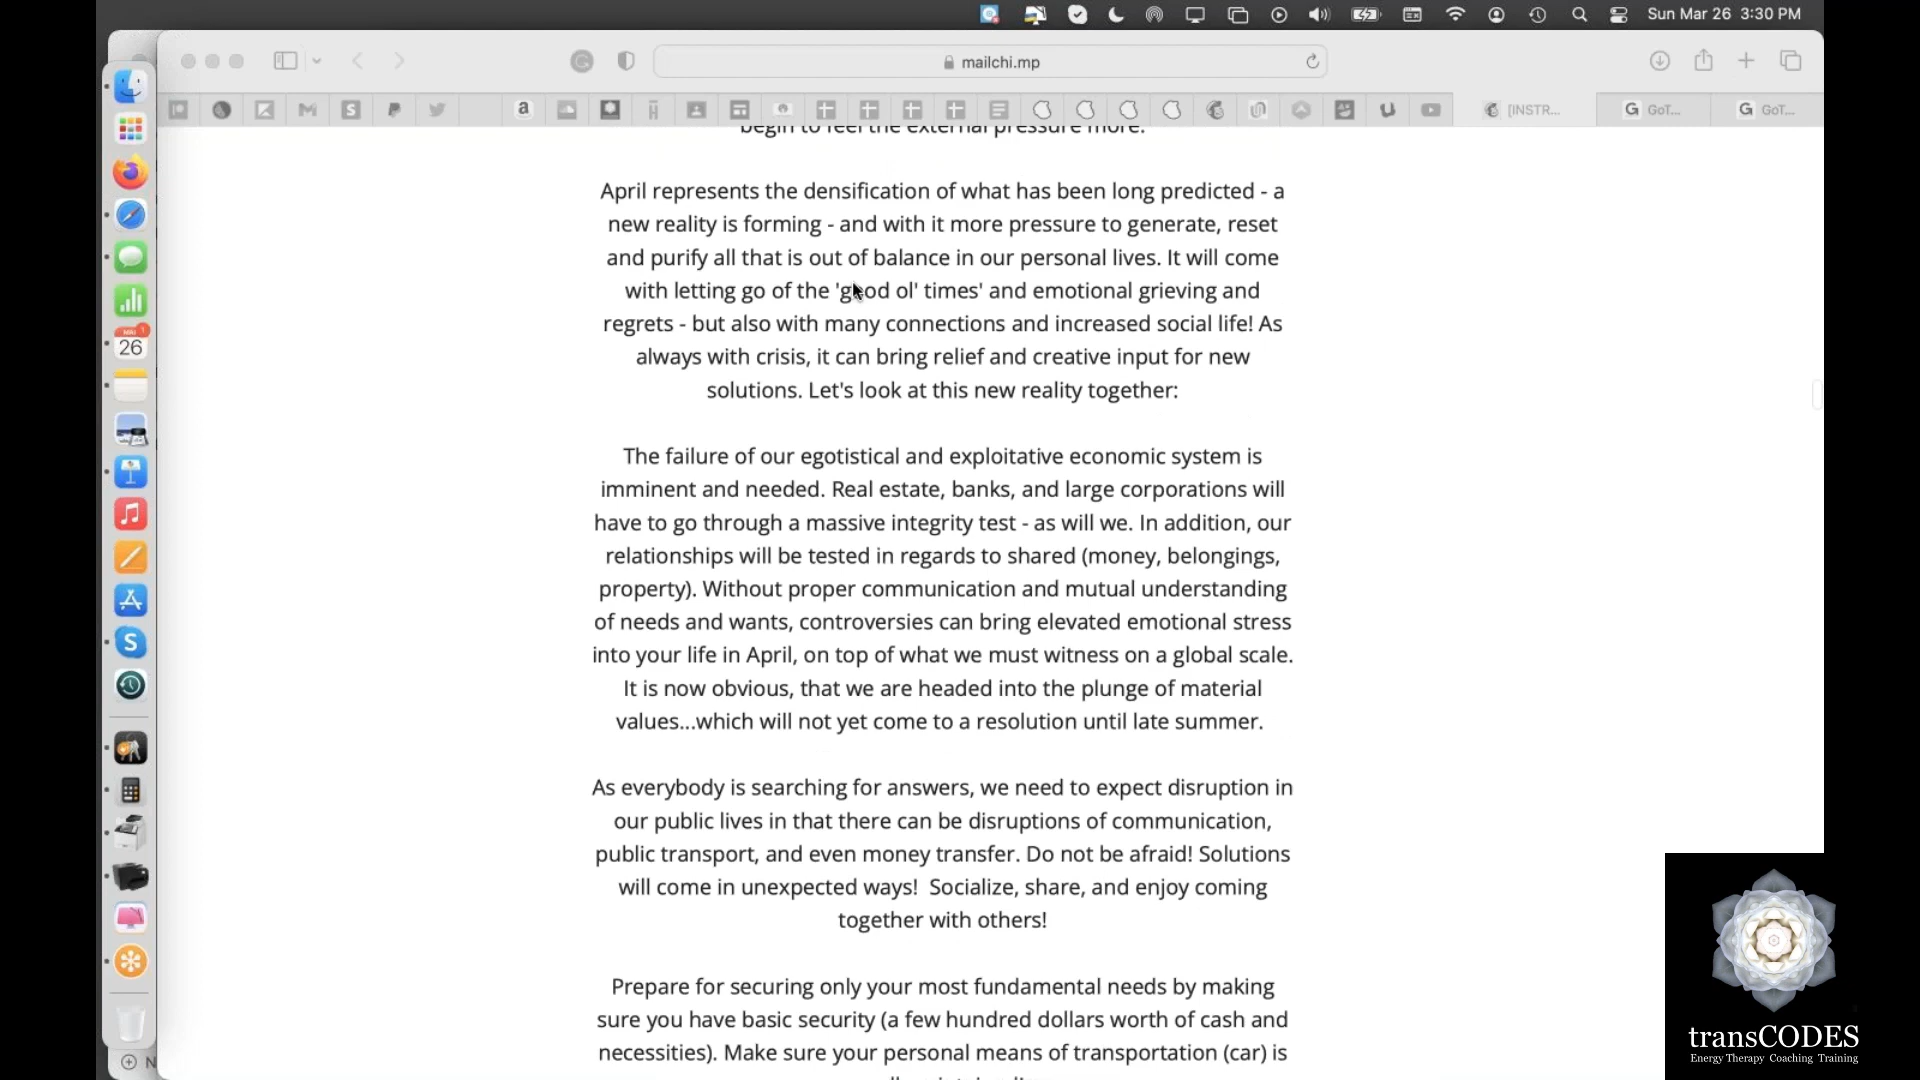 Sun Mar 26 3:30 PM
mailchi.mp
[INSTR...
GoT...
GoT...
begin to feel the external pressure more.
April represents the densification of what has been long predicted - a
new reality is forming - and with it more pressure to generate, reset
and purify all that is out of balance in our personal lives. It will come
with letting go of the 'good ol' times' and emotional grieving and
regrets - but also with many connections and increased social life! As
always with crisis, it can bring relief and creative input for new
solutions. Let's look at this new reality together:
The failure of our egotistical and exploitative economic system is
imminent and needed. Real estate, banks, and large corporations will
have to go through a massive integrity test - as will we. In addition, our
relationships will be tested in regards to shared (money, belongings,
property). Without proper communication and mutual understanding
of needs and wants, controversies can bring elevated emotional stress
into your life in April, on top of what we must witness on a global scale.
It is now obvious, that we are headed into the plunge of material
values...which will not yet come to a resolution until late summer.
As everybody is searching for answers, we need to expect disruption in
our public lives in that there can be disruptions of communication,
public transport, and even money transfer. Do not be afraid! Solutions
will come in unexpected ways!  Socialize, share, and enjoy coming
together with others!
Prepare for securing only your most fundamental needs by making
sure you have basic security (a few hundred dollars worth of cash and
necessities). Make sure your personal means of transportation (car) is
26
N
transCODES
Energy Therapy Coaching Training